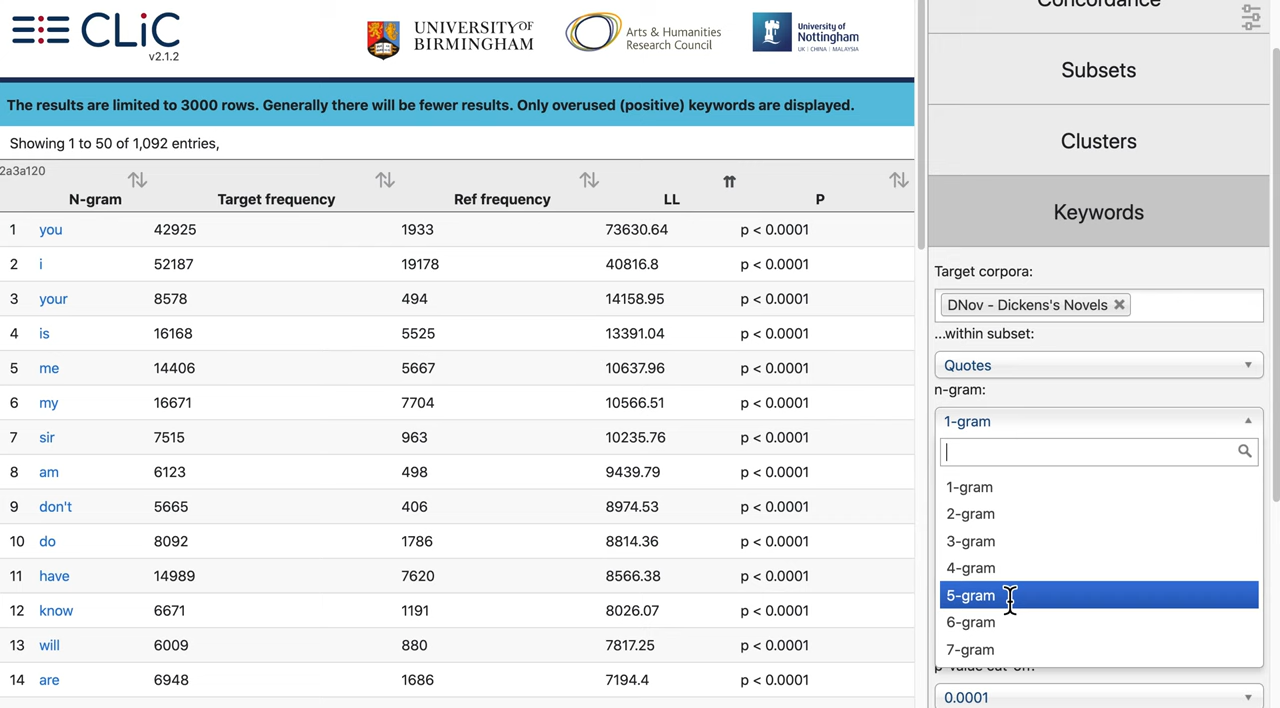 CLiC
v2.1.2
UNIVERSITY OF
BIRMINGHAM
Arts & Humanities
Research Council
University of
Nottingham
UK | CHINA | MALAYSIA
The results are limited to 3000 rows. Generally there will be fewer results. Only overused (positive) keywords are displayed.
Showing 1 to 50 of 1,092 entries,
2a3a120
N-gram Target frequency Ref frequency LL P
1 you 42925 1933 73630.64 p < 0.0001
2 i 52187 19178 40816.8 p < 0.0001
3 your 8578 494 14158.95 p < 0.0001
4 is 16168 5525 13391.04 p < 0.0001
5 me 14406 5667 10637.96 p < 0.0001
6 my 16671 7704 10566.51 p < 0.0001
7 sir 7515 963 10235.76 p < 0.0001
8 am 6123 498 9439.79 p < 0.0001
9 don't 5665 406 8974.53 p < 0.0001
10 do 8092 1786 8814.36 p < 0.0001
11 have 14989 7620 8566.38 p < 0.0001
12 know 6671 1191 8026.07 p < 0.0001
13 will 6009 880 7817.25 p < 0.0001
14 are 6948 1686 7194.4 p < 0.0001
Concordance
Subsets
Clusters
Keywords
Target corpora:
DNov - Dickens's Novels
...within subset:
Quotes
n-gram:
1-gram
1-gram
2-gram
3-gram
4-gram
5-gram
6-gram
7-gram
p-value cut-off:
0.0001